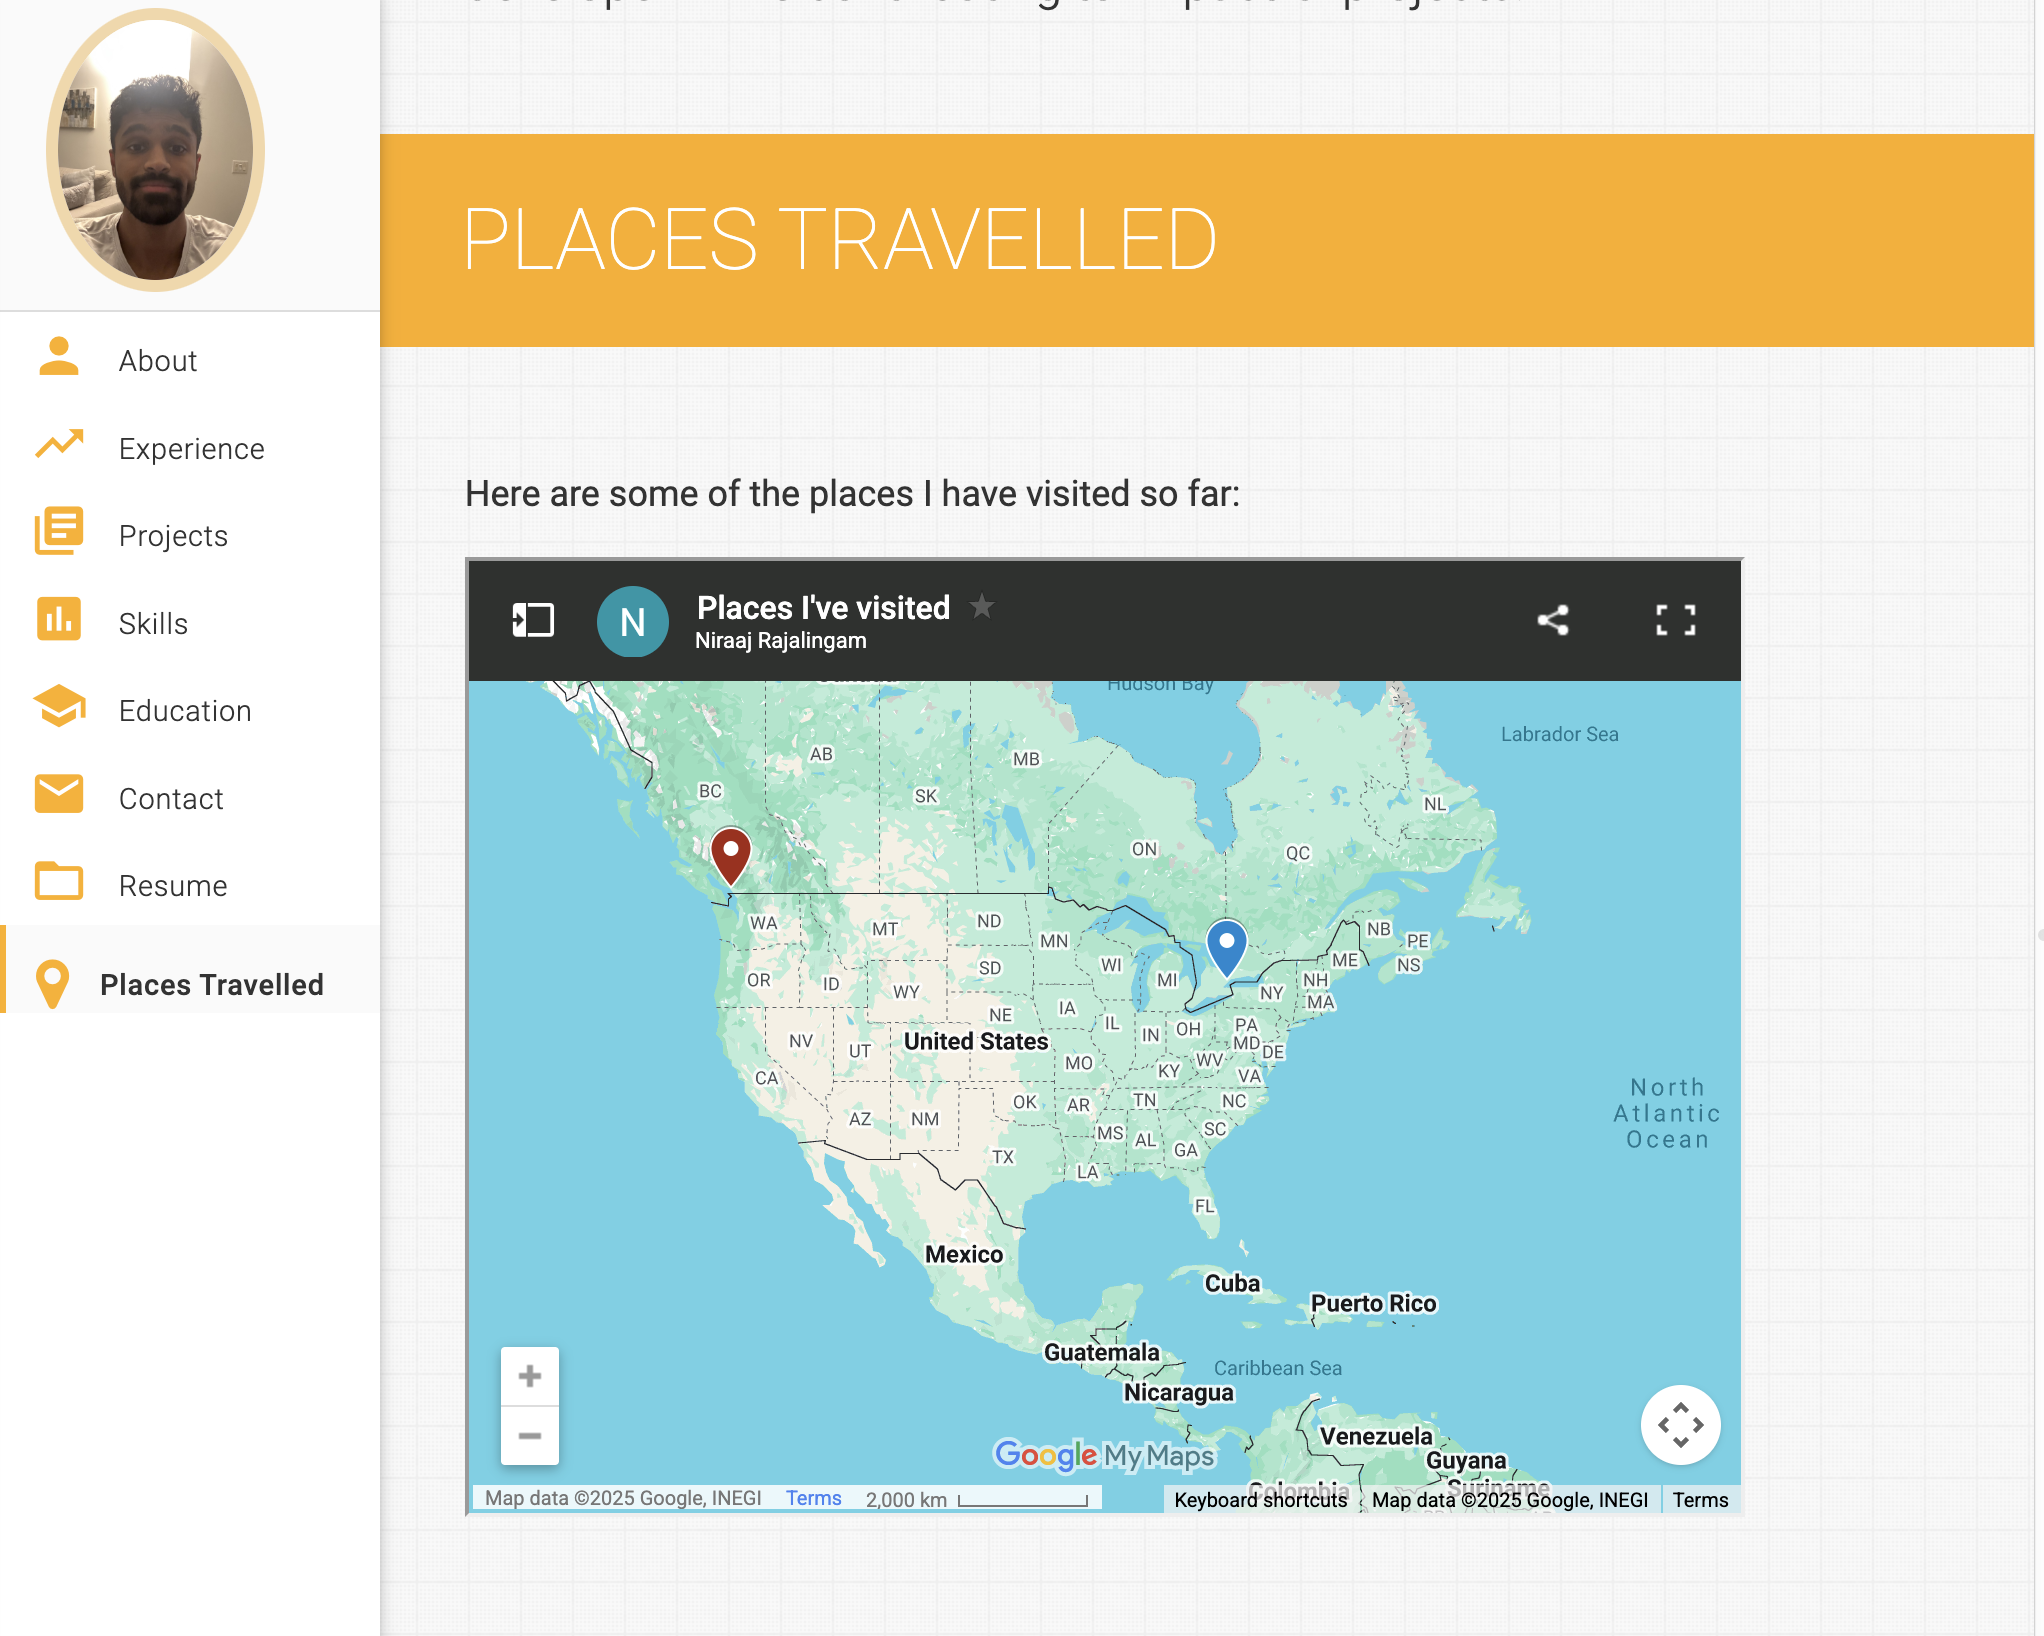 About
Experience
Projects
Skills
Education
Contact
Resume
Places Travelled
PLACES TRAVELLED
Here are some of the places I have visited so far:
N
Places I've visited
Niraaj Rajalingam
Hudson Bay
Labrador Sea
AB
MB
BC
SK
NL
ON
QC
WA
MT
ND
MN
NB
PE
OR
ID
WY
SD
WI
MI
NY
NH
ME
NS
MA
NE
IA
IL
IN
OH
PA
MD
DE
NV
UT
United States
MO
KY
WV
VA
CA
AZ
NM
OK
AR
TN
NC
MS
AL
SC
GA
TX
LA
FL
North
Atlantic
Ocean
Mexico
Cuba
Puerto Rico
Guatemala
Caribbean Sea
Nicaragua
Venezuela
Guyana
Colombia
Suriname
Google My Maps
Map data ©2025 Google, INEGI Terms 2,000 km
Keyboard shortcuts Map data ©2025 Google, INEGI Terms